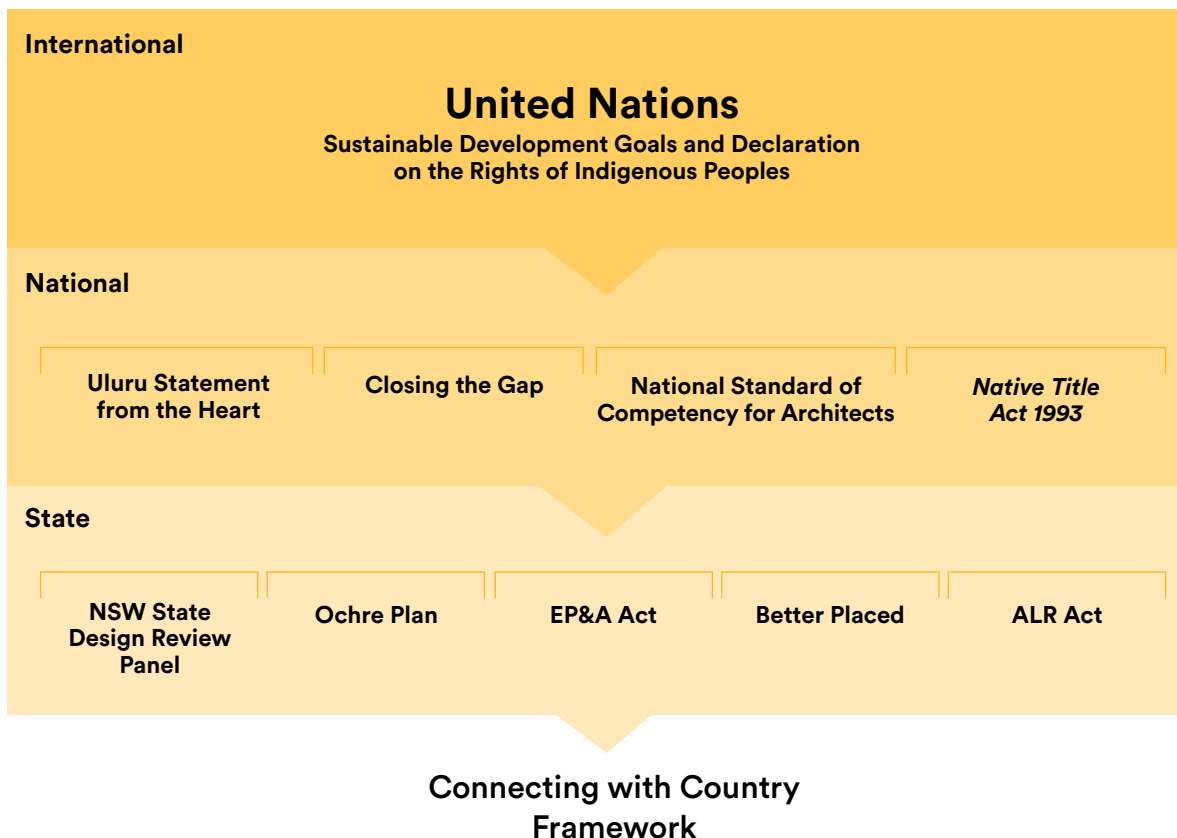 International
United Nations
Sustainable Development Goals and Declaration
on the Rights of Indigenous Peoples
National
Uluru Statement
from the Heart
Closing the Gap
National Standard of
Competency for Architects
Native Title
Act 1993
State
NSW State
Design Review
Panel
Ochre Plan
EP&A Act
Better Placed
ALR Act
Connecting with Country
Framework